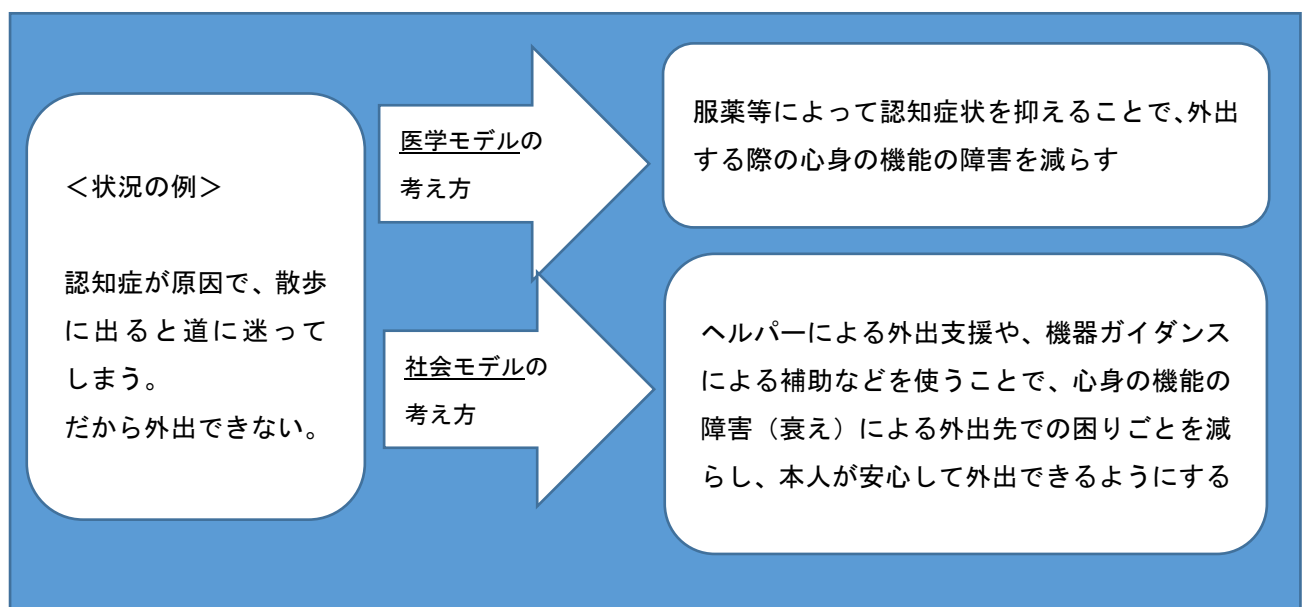 ＜状況の例＞
認知症が原因で、散歩
に出ると道に迷って
しまう。
だから外出できない。
医学モデルの
考え方
服薬等によって認知症状を抑えることで、外出
する際の心身の機能の障害を減らす
社会モデルの
考え方
ヘルパーによる外出支援や、機器ガイダンス
による補助などを使うことで、心身の機能の
障害（衰え）による外出先での困りごとを減
らし、本人が安心して外出できるようにする